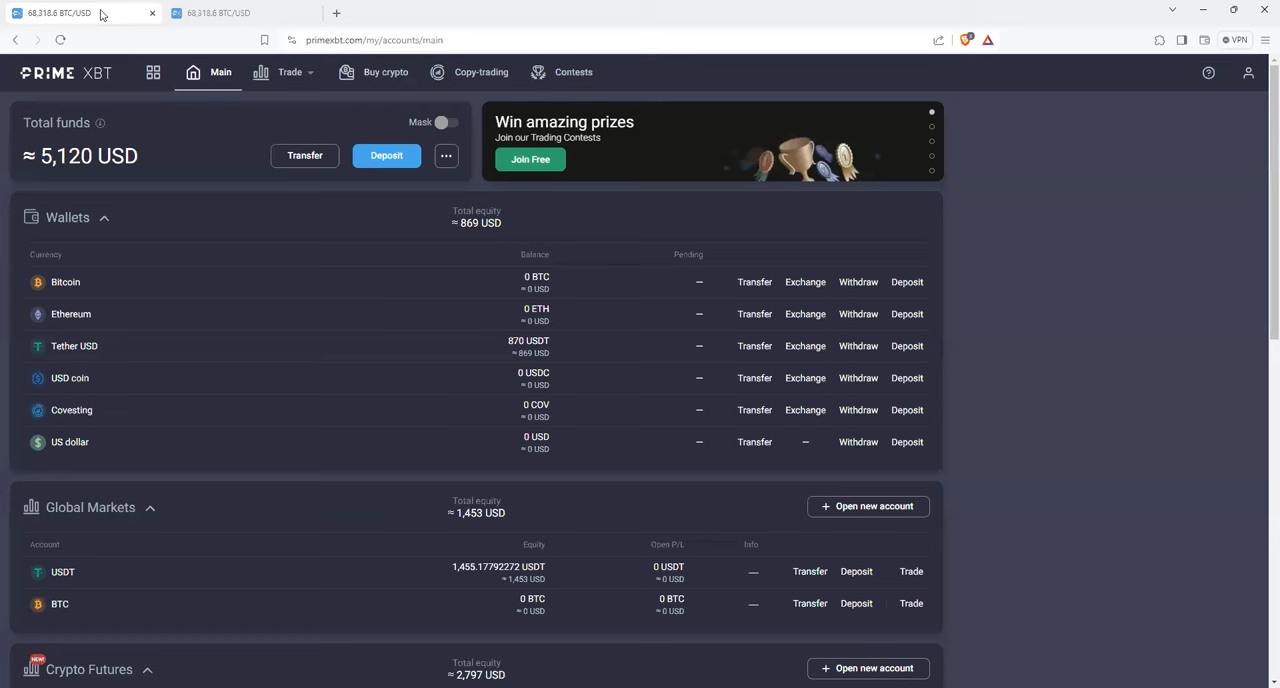 68,318.6 BTC/USD
68,318.6 BTC/USD
primexbt.com/my/accounts/main
VPN
PRIME XBT
Main
Trade
Buy crypto
Copy-trading
Contests
Total funds
Mask
≈ 5,120 USD
Transfer
Deposit
Win amazing prizes
Join our Trading Contests
Join Free
Wallets
Total equity
≈ 869 USD
Currency Balance Pending
Bitcoin 0 BTC – Transfer Exchange Withdraw Deposit
≈ 0 USD
Ethereum 0 ETH – Transfer Exchange Withdraw Deposit
≈ 0 USD
Tether USD 870 USDT – Transfer Exchange Withdraw Deposit
≈ 869 USD
USD coin 0 USDC – Transfer Exchange Withdraw Deposit
≈ 0 USD
Covesting 0 COV – Transfer Exchange Withdraw Deposit
≈ 0 USD
US dollar 0 USD – Transfer – Withdraw Deposit
≈ 0 USD
Global Markets
Total equity
≈ 1,453 USD
+ Open new account
Account Equity Open P/L Info
USDT 1,455.17792272 USDT 0 USDT — Transfer Deposit Trade
≈ 1,453 USD ≈ 0 USD
BTC 0 BTC 0 BTC — Transfer Deposit Trade
≈ 0 USD ≈ 0 USD
NEW!
Crypto Futures
Total equity
≈ 2,797 USD
+ Open new account